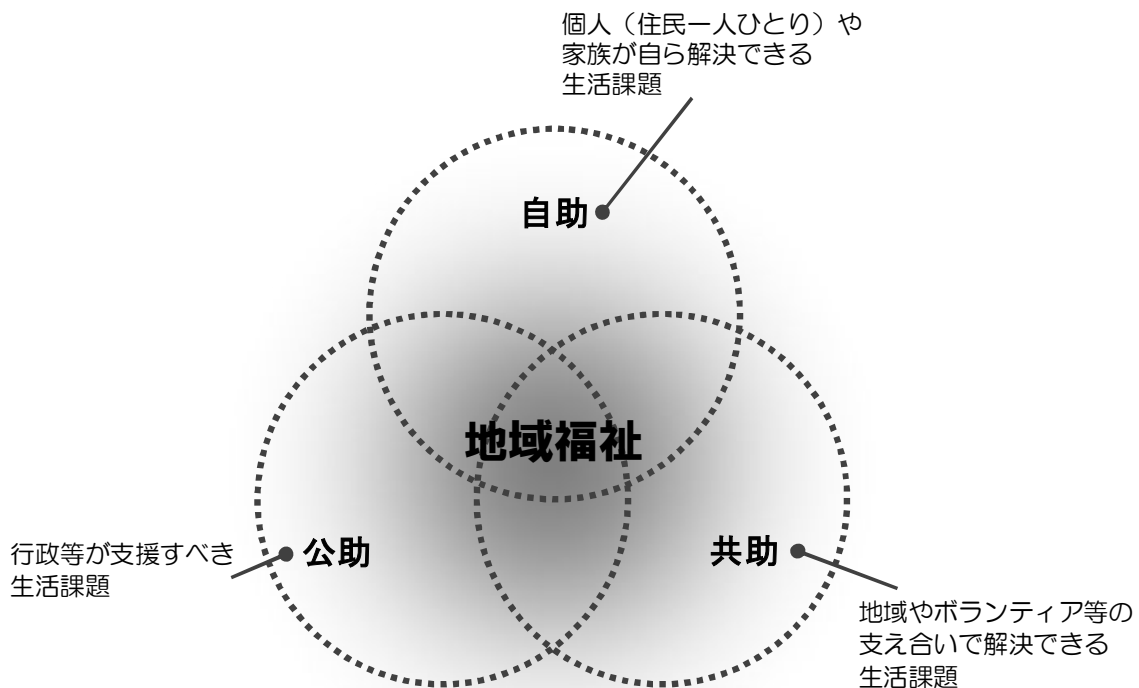 個人（住民一人ひとり）や
家族が自ら解決できる
生活課題
自助
地域福祉
行政等が支援すべき
生活課題
公助
共助
地域やボランティア等の
支え合いで解決できる
生活課題